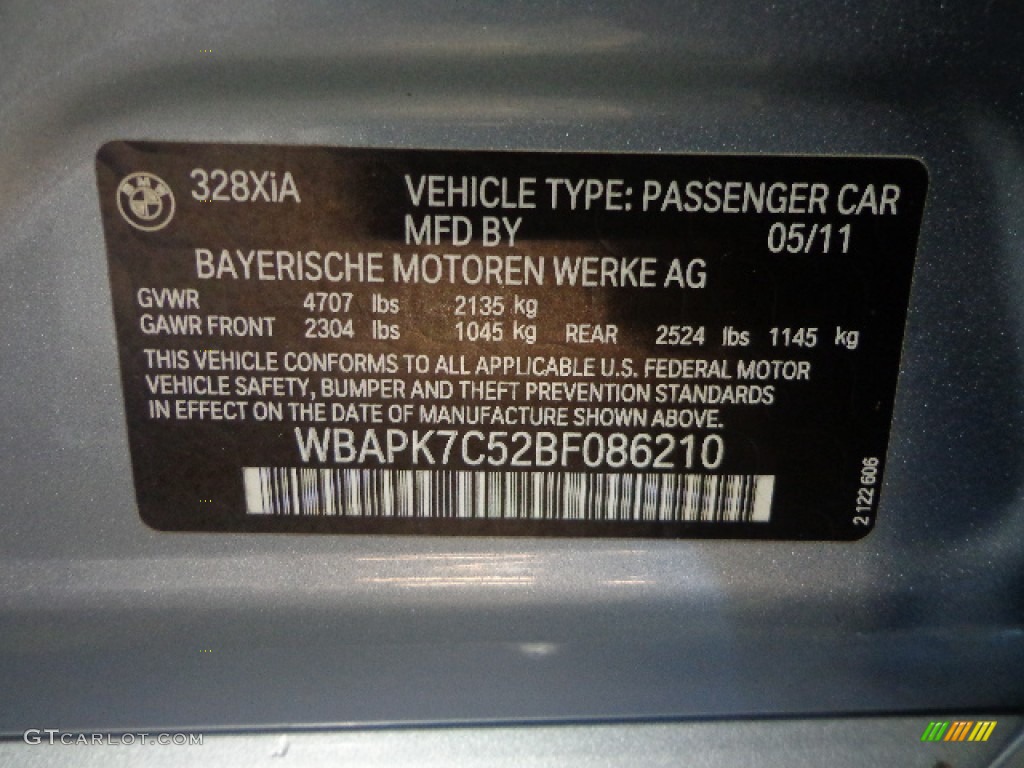 BMW
328XiA
VEHICLE TYPE: PASSENGER CAR
MFD BY 05/11
BAYERISCHE MOTOREN WERKE AG
GVWR 4707 lbs 2135 kg
GAWR FRONT 2304 lbs 1045 kg REAR 2524 lbs 1145 kg
THIS VEHICLE CONFORMS TO ALL APPLICABLE U.S. FEDERAL MOTOR
VEHICLE SAFETY, BUMPER AND THEFT PREVENTION STANDARDS
IN EFFECT ON THE DATE OF MANUFACTURE SHOWN ABOVE.
WBAPK7C52BF086210
2 122 606
GTCARLOT.COM